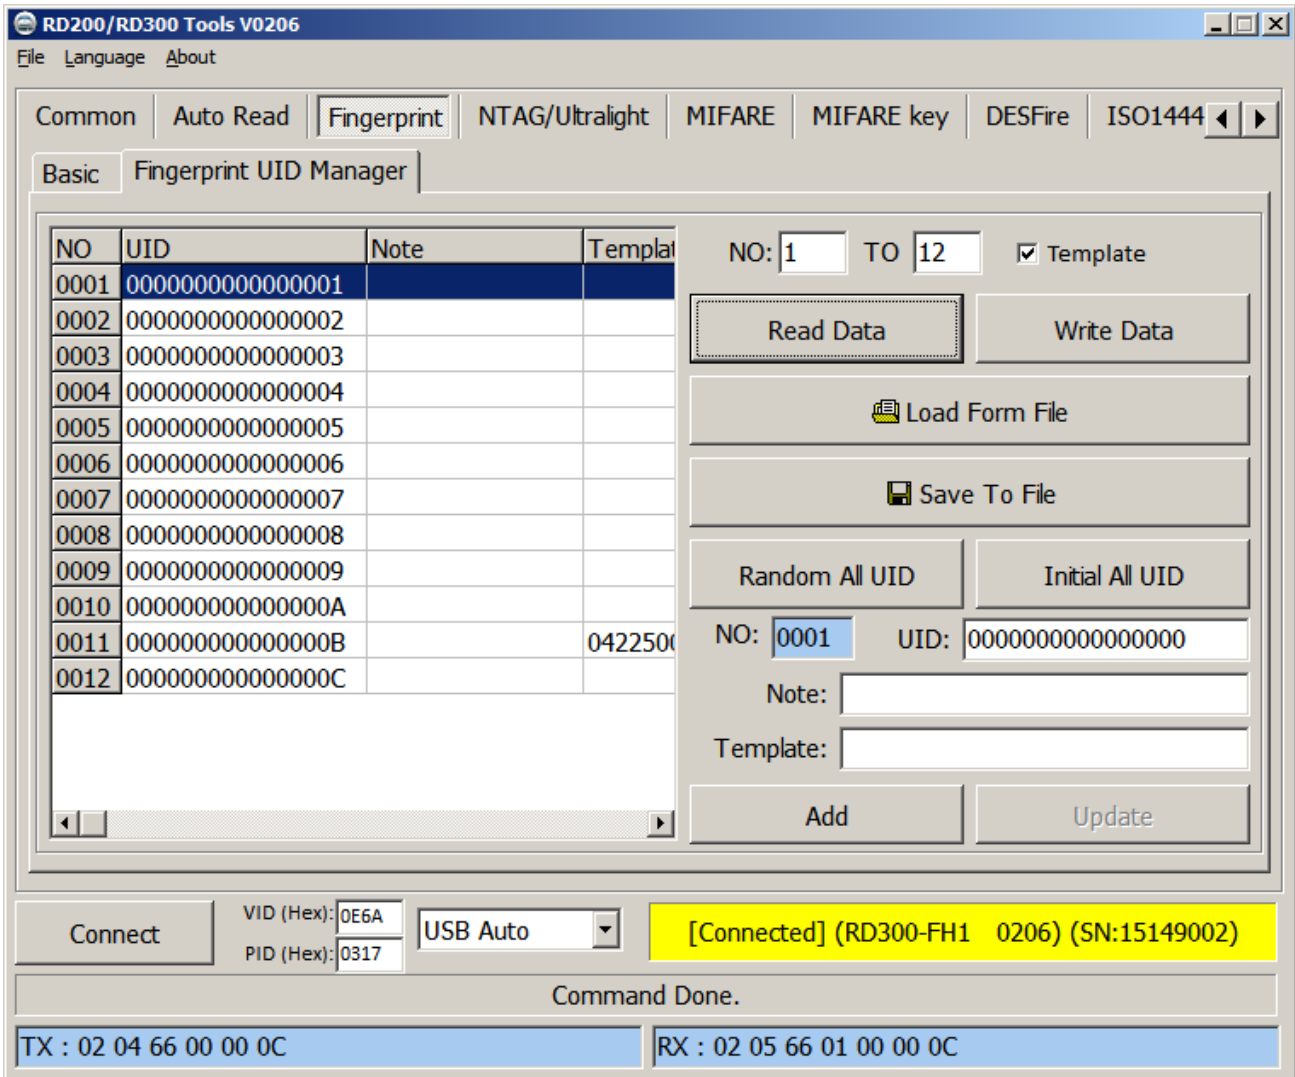 RD200/RD300 Tools V0206
File Language About
Common Auto Read Fingerprint NTAG/Ultralight MIFARE MIFARE key DESFire ISO1444
Basic Fingerprint UID Manager
NO UID Note Templat
0001 0000000000000001
0002 0000000000000002
0003 0000000000000003
0004 0000000000000004
0005 0000000000000005
0006 0000000000000006
0007 0000000000000007
0008 0000000000000008
0009 0000000000000009
0010 000000000000000A
0011 000000000000000B 0422500
0012 000000000000000C
NO: 1 TO 12 Template
Read Data Write Data
Load Form File
Save To File
Random All UID Initial All UID
NO: 0001 UID: 0000000000000000
Note:
Template:
Add Update
Connect VID (Hex): 0E6A USB Auto [Connected] (RD300-FH1 0206) (SN:15149002)
PID (Hex): 0317
Command Done.
TX : 02 04 66 00 00 0C RX : 02 05 66 01 00 00 0C